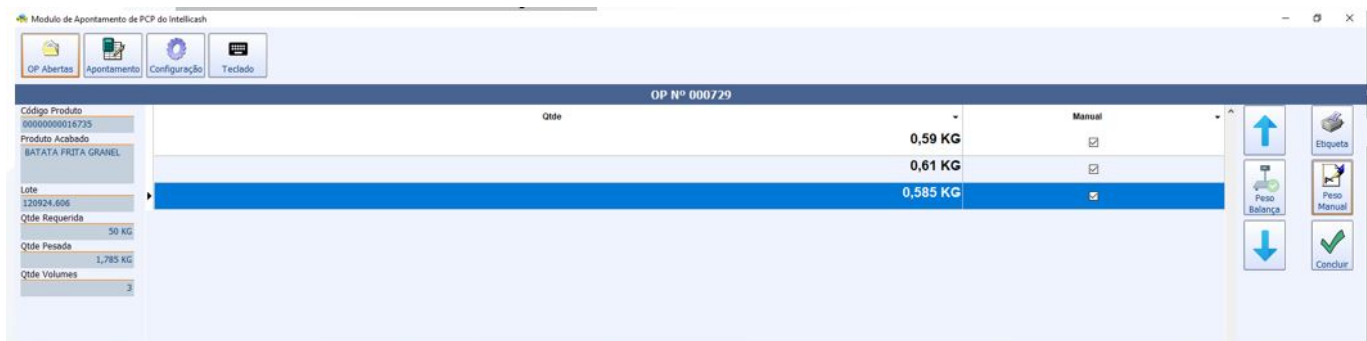 Modulo de Apontamento de PCP do Intellicash
OP Abertas
Apontamento
Configuração
Teclado
OP Nº 000729
Código Produto
00000000016735
Produto Acabado
BATATA FRITA GRANEL
Lote
120924.606
Qtde Requerida
50 KG
Qtde Pesada
1,785 KG
Qtde Volumes
3
Qtde
Manual
0,59 KG
0,61 KG
0,585 KG
Etiqueta
Peso
Balança
Peso
Manual
Concluir